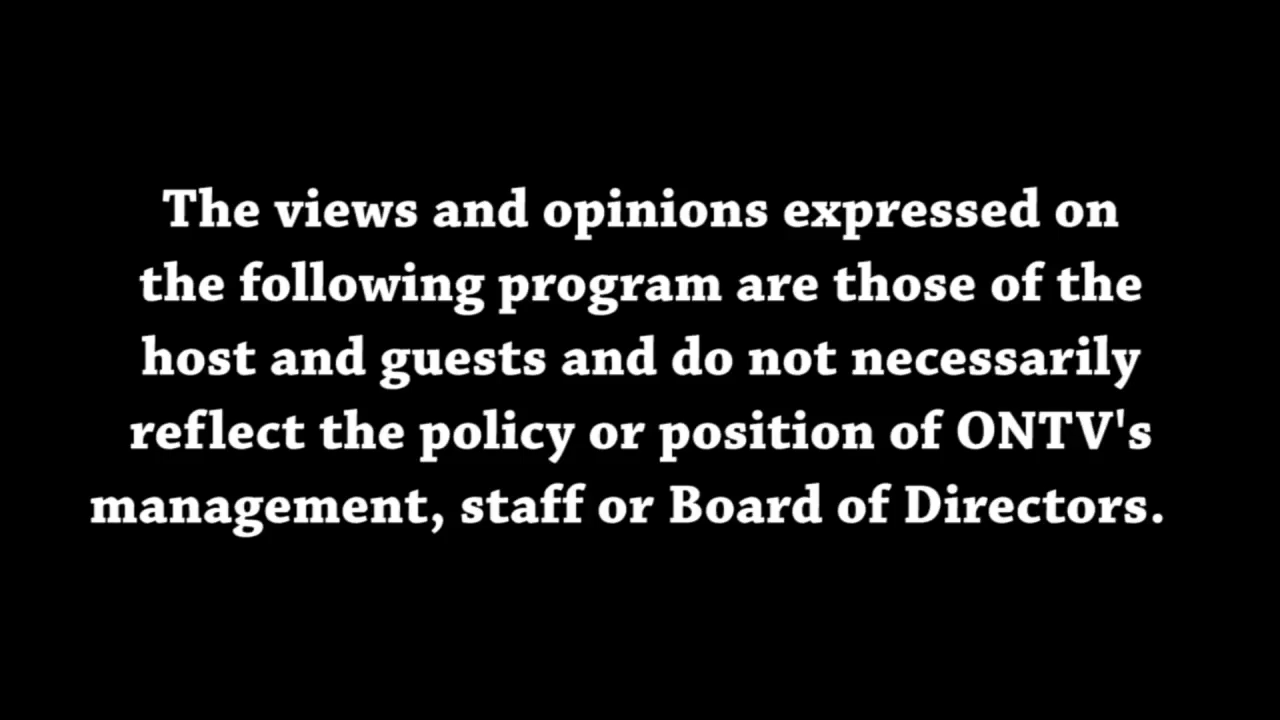 The views and opinions expressed on
the following program are those of the
host and guests and do not necessarily
reflect the policy or position of ONTV's
management, staff or Board of Directors.